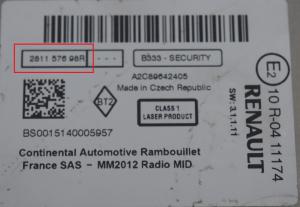 2811 576 98R - - - - B333 - SECURITY
A2C89642405
Made in Czech Republic
BT2
CLASS 1
LASER PRODUCT
BS0015140005957
Continental Automotive Rambouillet
France SAS - MM2012 Radio MID
RENAULT
SW: 3.1.1.11
E2 10 R-04 11174